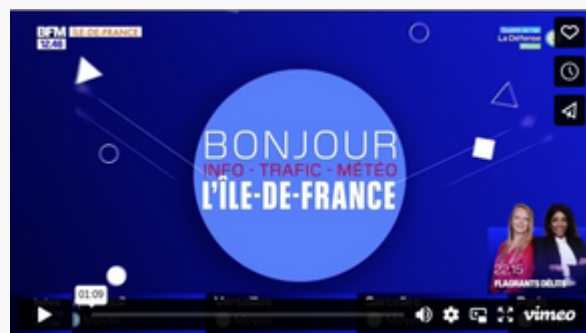 BFM ÎLE-DE-FRANCE
12.46
La Défense
BONJOUR
INFO - TRAFIC - MÉTÉO
L'ÎLE-DE-FRANCE
22.15
FLAGRANTS DÉLITS
01:09
vimeo